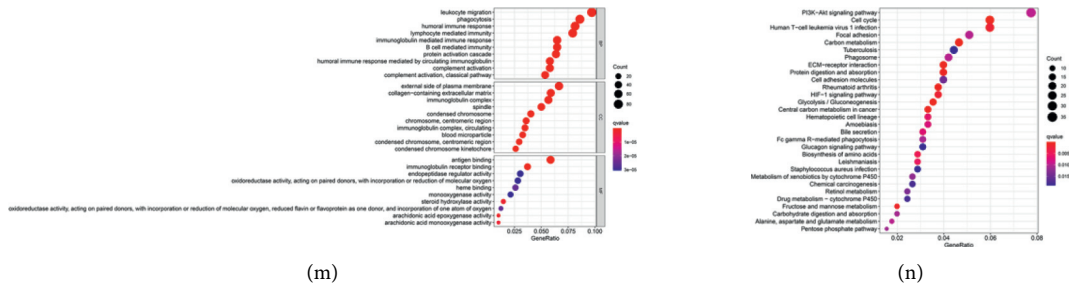 leukocyte migration
phagocytosis
humoral immune response
lymphocyte mediated immunity
immunoglobulin mediated immune response
B cell mediated immunity
protein activation cascade
humoral immune response mediated by circulating immunoglobulin
complement activation
complement activation, classical pathway
BP
external side of plasma membrane
collagen-containing extracellular matrix
immunoglobulin complex
spindle
condensed chromosome
chromosome, centromeric region
immunoglobulin complex, circulating
blood microparticle
condensed chromosome, centromeric region
condensed chromosome kinetochore
CC
antigen binding
immunoglobulin receptor binding
endopeptidase regulator activity
oxidoreductase activity, acting on paired donors, with incorporation or reduction of molecular oxygen
heme binding
monooxygenase activity
steroid hydroxylase activity
oxidoreductase activity, acting on paired donors, with incorporation or reduction of molecular oxygen, reduced flavin or flavoprotein as one donor, and incorporation of one atom of oxygen
arachidonic acid epoxygenase activity
arachidonic acid monooxygenase activity
MF
0.025 0.050 0.075 0.100
GeneRatio
Count
20
40
60
80
qvalue
1e-05
2e-05
3e-05
(m)
PI3K-Akt signaling pathway
Cell cycle
Human T-cell leukemia virus 1 infection
Focal adhesion
Carbon metabolism
Tuberculosis
Phagosome
ECM-receptor interaction
Protein digestion and absorption
Cell adhesion molecules
Rheumatoid arthritis
HIF-1 signaling pathway
Glycolysis / Gluconeogenesis
Central carbon metabolism in cancer
Hematopoietic cell lineage
Amoebiasis
Bile secretion
Fc gamma R-mediated phagocytosis
Glucagon signaling pathway
Biosynthesis of amino acids
Leishmaniasis
Staphylococcus aureus infection
Metabolism of xenobiotics by cytochrome P450
Chemical carcinogenesis
Retinol metabolism
Drug metabolism - cytochrome P450
Fructose and mannose metabolism
Carbohydrate digestion and absorption
Alanine, aspartate and glutamate metabolism
Pentose phosphate pathway
0.02 0.04 0.06 0.08
GeneRatio
Count
10
15
20
25
30
qvalue
0.005
0.010
0.015
(n)